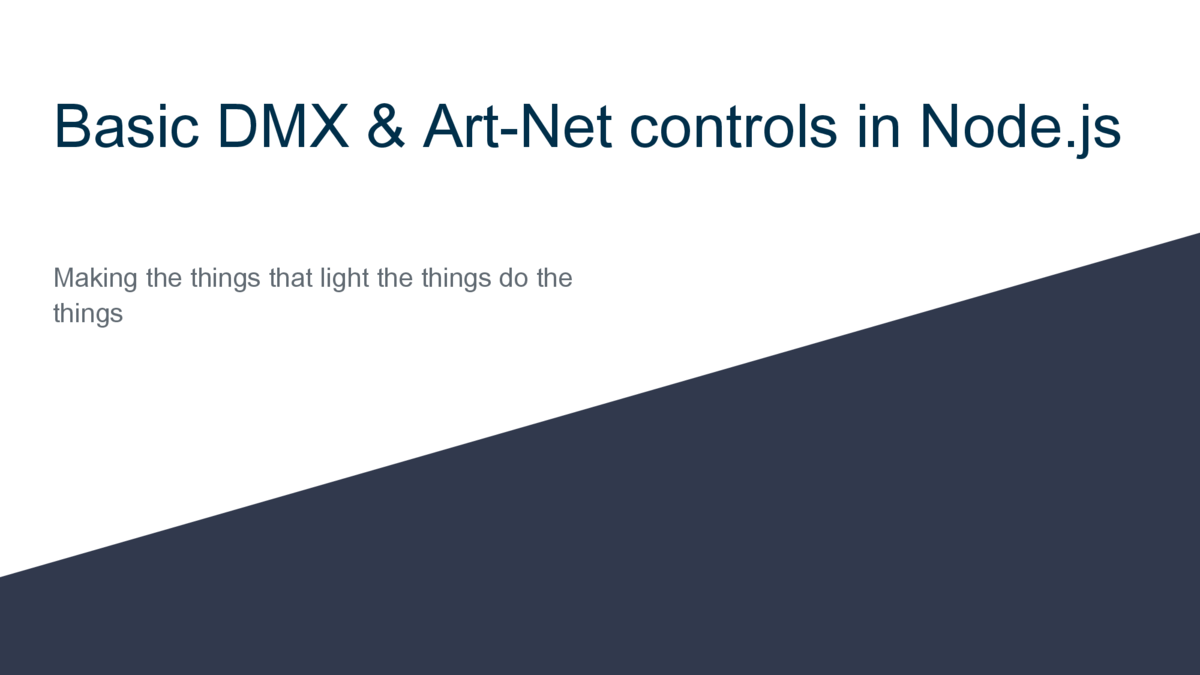 Basic DMX & Art-Net controls in Node.js
Making the things that light the things do the
things